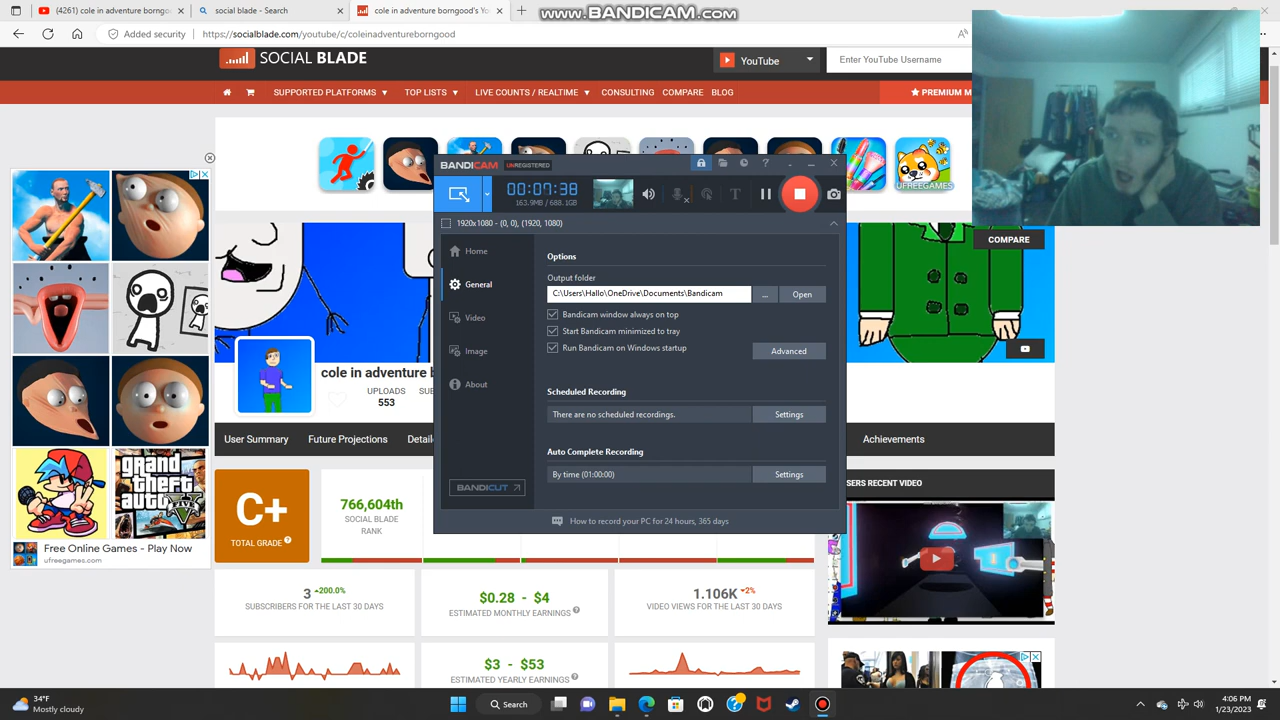 (4261) cole in adventure borngood
social blade - Search
cole in adventure borngood's Yo
www.BANDICAM.com
Added security
https://socialblade.com/youtube/c/coleinadventureborngood
SOCIAL BLADE
YouTube
Enter YouTube Username
SUPPORTED PLATFORMS
TOP LISTS
LIVE COUNTS / REALTIME
CONSULTING
COMPARE
BLOG
PREMIUM M
UFREEGAMES
BANDICAM UNREGISTERED
00:07:38
163.9MB / 688.1GB
1920x1080 - (0, 0), (1920, 1080)
Home
General
Video
Image
About
BANDICUT
Options
Output folder
C:\Users\Hallo\OneDrive\Documents\Bandicam
...
Open
Bandicam window always on top
Start Bandicam minimized to tray
Run Bandicam on Windows startup
Advanced
Scheduled Recording
There are no scheduled recordings.
Settings
Auto Complete Recording
By time (01:00:00)
Settings
How to record your PC for 24 hours, 365 days
COMPARE
cole in adventure b
UPLOADS
553
SUB
User Summary
Future Projections
Detaile
Achievements
C+
TOTAL GRADE
766,604th
SOCIAL BLADE
RANK
SERS RECENT VIDEO
grand
theft
auto
V
Free Online Games - Play Now
ufreegames.com
3 200.0%
SUBSCRIBERS FOR THE LAST 30 DAYS
$0.28 - $4
ESTIMATED MONTHLY EARNINGS
1.106K 2%
VIDEO VIEWS FOR THE LAST 30 DAYS
$3 - $53
ESTIMATED YEARLY EARNINGS
34°F
Mostly cloudy
Search
4:06 PM
1/23/2023